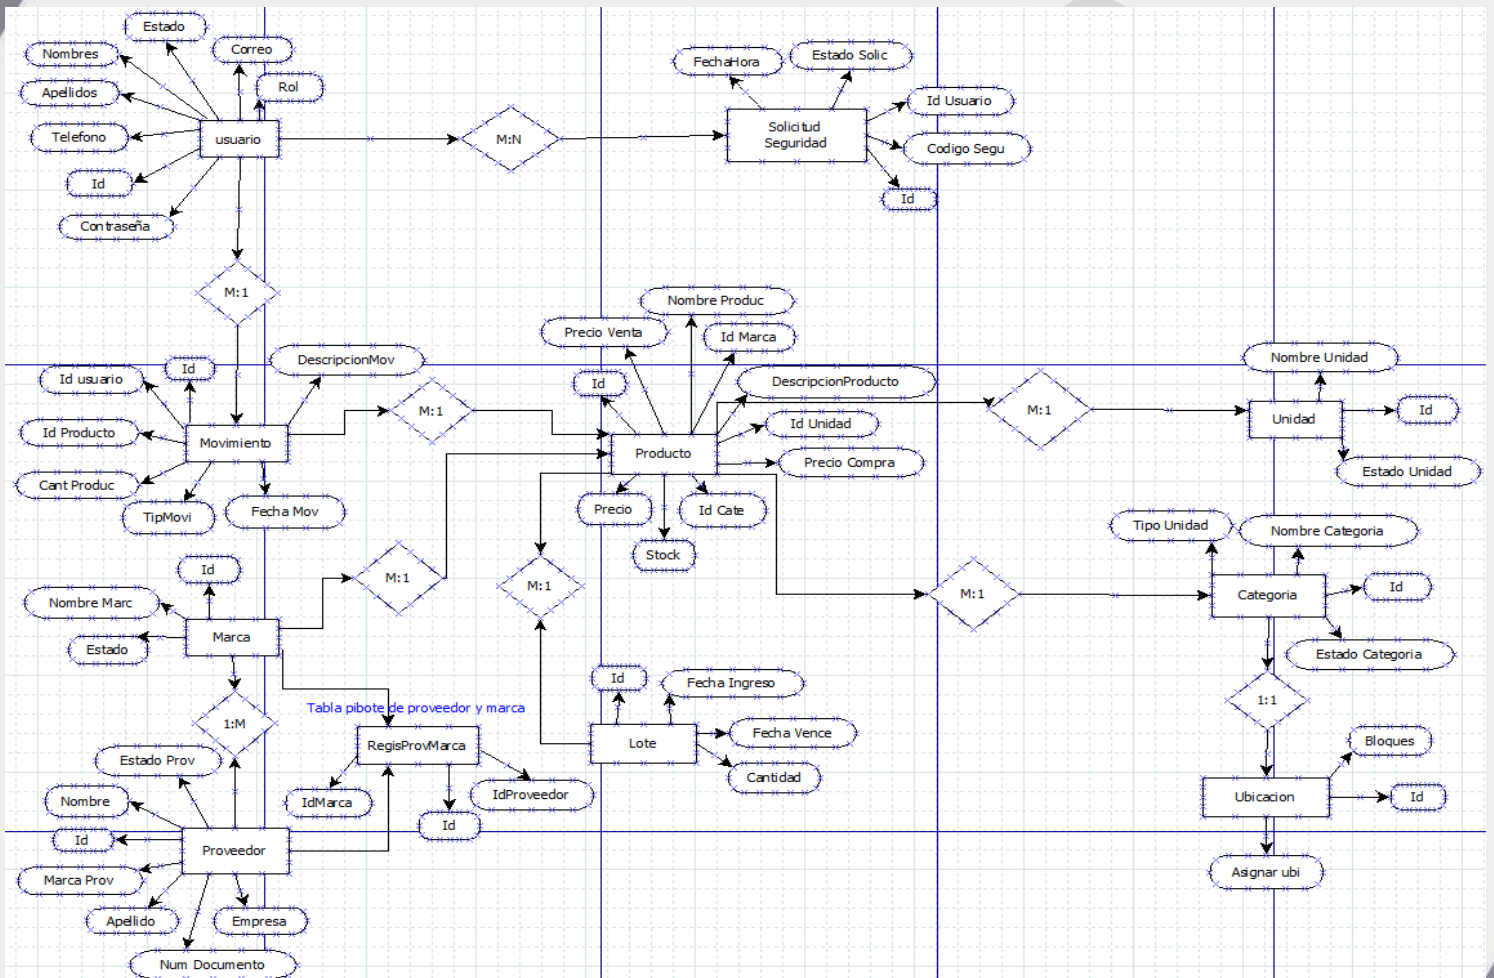 Estado
Nombres
Correo
Apellidos
Rol
Telefono
usuario
Id
Contraseña
M:N
FechaHora
Estado Solic
Id Usuario
Solicitud
Seguridad
Codigo Segu
Id
M:1
DescripcionMov
Id
Id usuario
Id Producto
Movimiento
Cant Produc
TipMovi
Fecha Mov
M:1
Nombre Produc
Precio Venta
Id Marca
Id
DescripcionProducto
Id Unidad
Producto
Precio Compra
Precio
Id Cate
Stock
M:1
Nombre Unidad
Unidad
Id
Estado Unidad
M:1
M:1
M:1
Tipo Unidad
Nombre Categoria
Categoria
Id
Estado Categoria
1:1
Bloques
Ubicacion
Id
Asignar ubi
Id
Nombre Marc
Marca
Estado
1:M
Tabla pibote de proveedor y marca
RegisProvMarca
IdMarca
IdProveedor
Id
Id
Fecha Ingreso
Lote
Fecha Vence
Cantidad
Estado Prov
Nombre
Id
Proveedor
Marca Prov
Apellido
Empresa
Num Documento